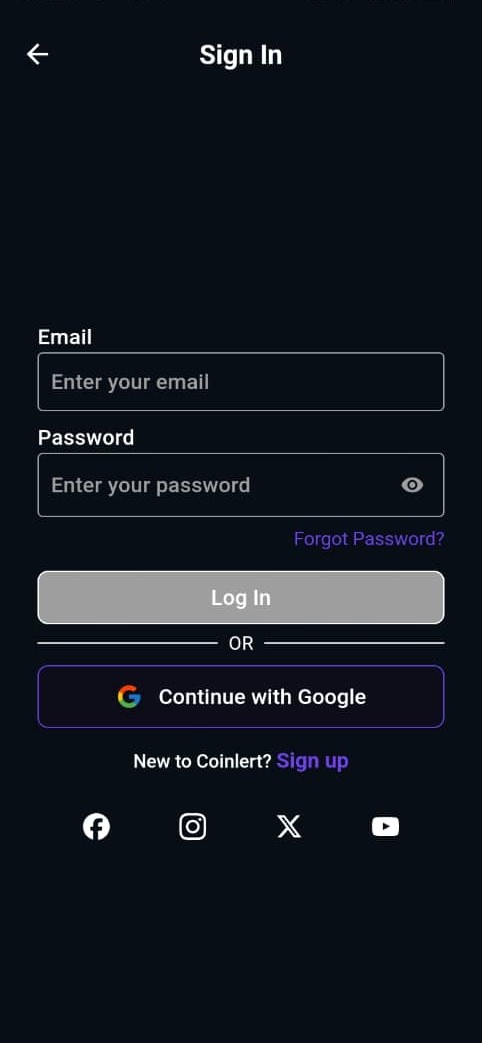 Sign In
Email
Enter your email
Password
Enter your password
Forgot Password?
Log In
OR
Continue with Google
New to Coinlert? Sign up